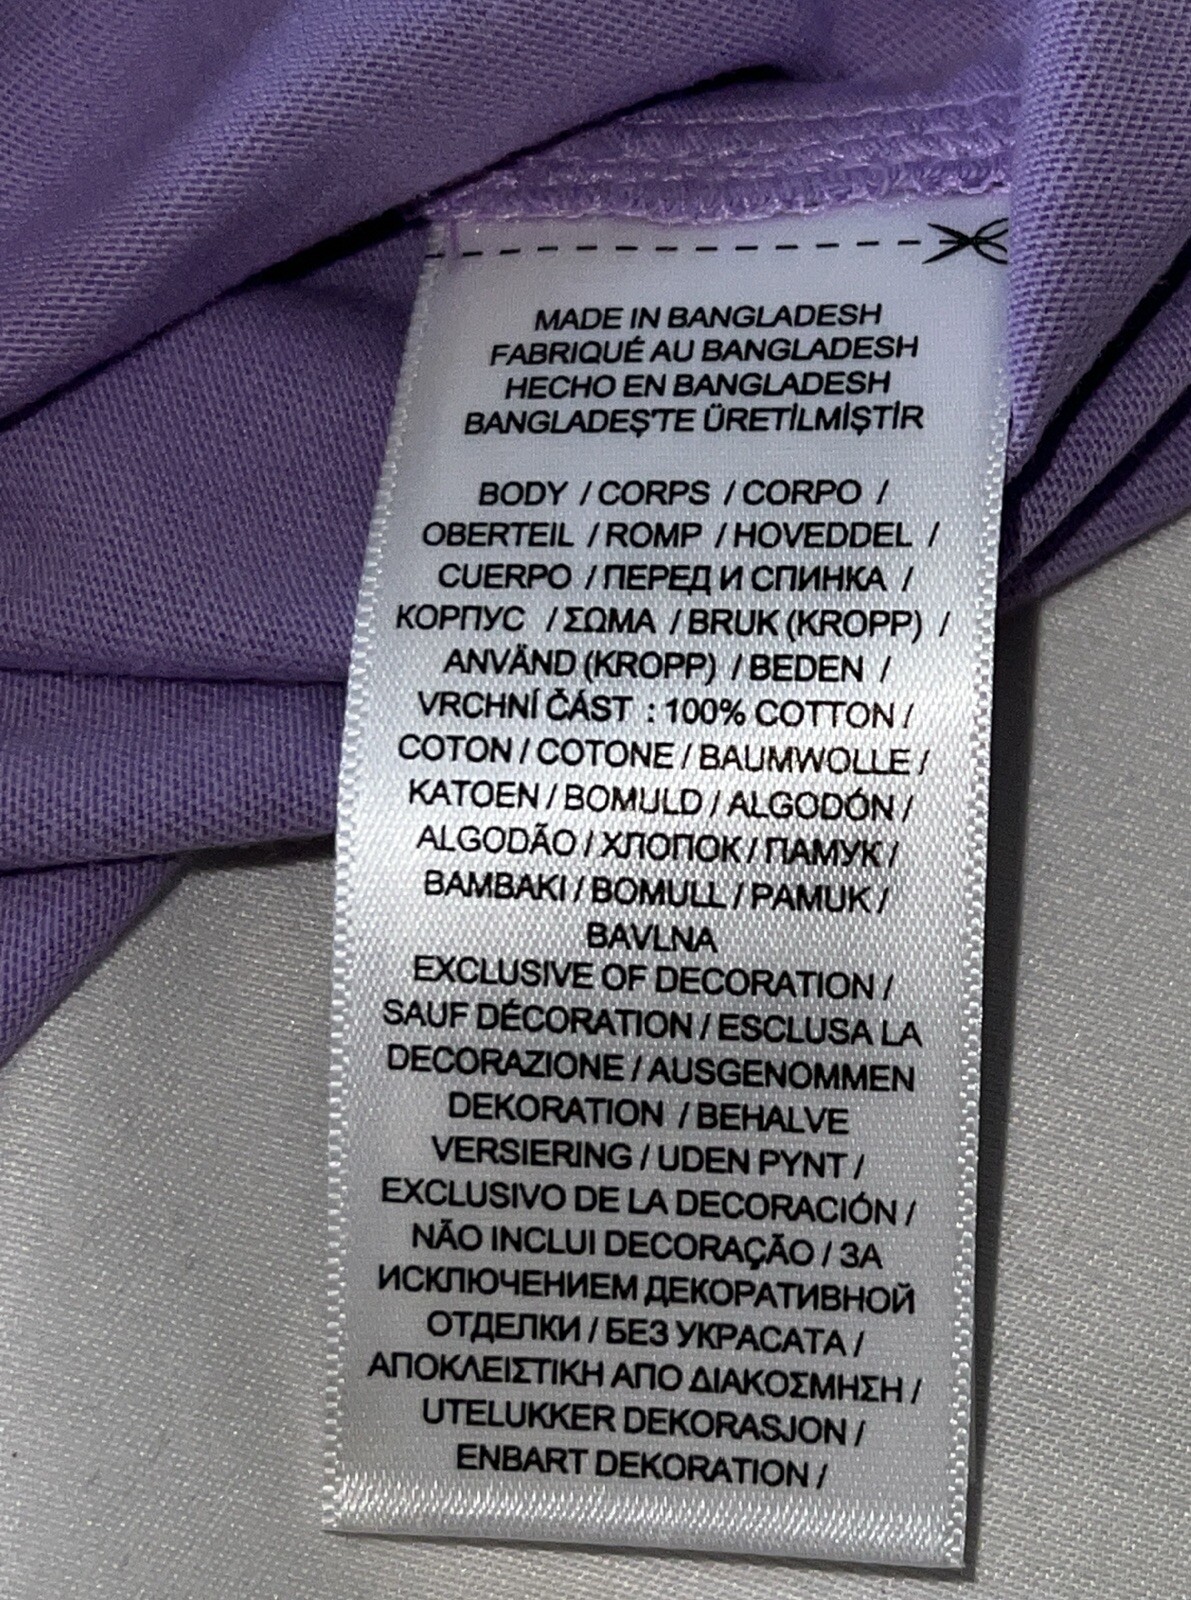 MADE IN BANGLADESH
FABRIQUÉ AU BANGLADESH
HECHO EN BANGLADESH
BANGLADEŞ'TE ÜRETİLMİŞTİR
BODY / CORPS / CORPO /
OBERTEIL / ROMP / HOVEDDEL /
CUERPO / ПЕРЕД И СПИНКА /
КОРПУС / ΣΩΜΑ / BRUK (KROPP) /
ANVÄND (KROPP) / BEDEN /
VRCHNÍ ČÁST : 100% COTTON /
COTON / COTONE / BAUMWOLLE /
KATOEN / BOMULD / ALGODÓN /
ALGODÃO / ХЛОПОК / ПАМУК /
ΒΑΜΒΑΚΙ / BOMULL / PAMUK /
BAVLNA
EXCLUSIVE OF DECORATION /
SAUF DÉCORATION / ESCLUSA LA
DECORAZIONE / AUSGENOMMEN
DEKORATION / BEHALVE
VERSIERING / UDEN PYNT /
EXCLUSIVO DE LA DECORACIÓN /
NÃO INCLUI DECORAÇÃO / ЗА
ИСКЛЮЧЕНИЕМ ДЕКОРАТИВНОЙ
ОТДЕЛКИ / БЕЗ УКРАСАТА /
ΑΠΟΚΛΕΙΣΤΙΚΗ ΑΠΟ ΔΙΑΚΟΣΜΗΣΗ /
UTELUKKER DEKORASJON /
ENBART DEKORATION /